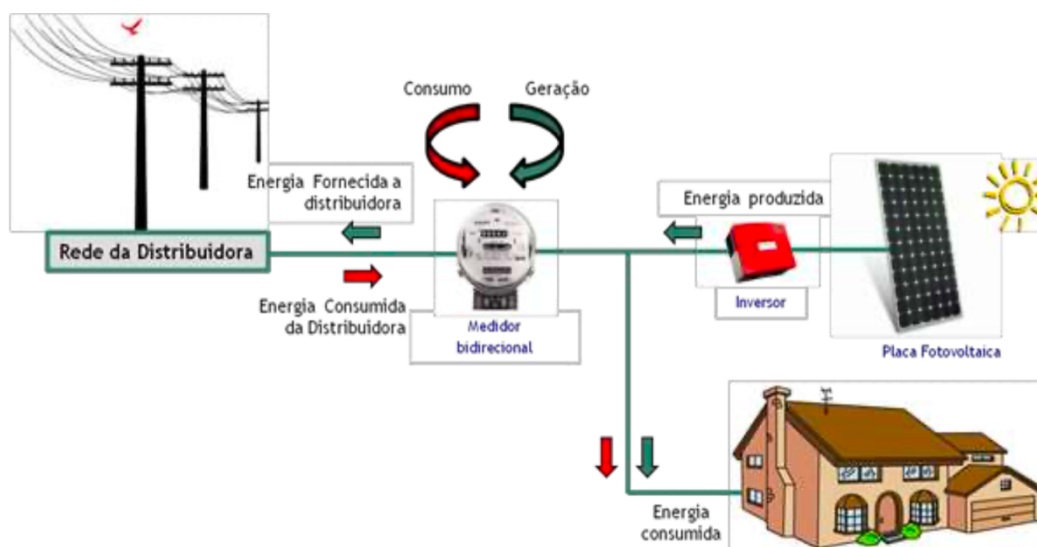 Consumo
Geração
Energia Fornecida a
distribuidora
Energia produzida
Rede da Distribuidora
Energia Consumida
da Distribuidora
Medidor
bidirecional
Inversor
Placa Fotovoltaica
Energia
consumida